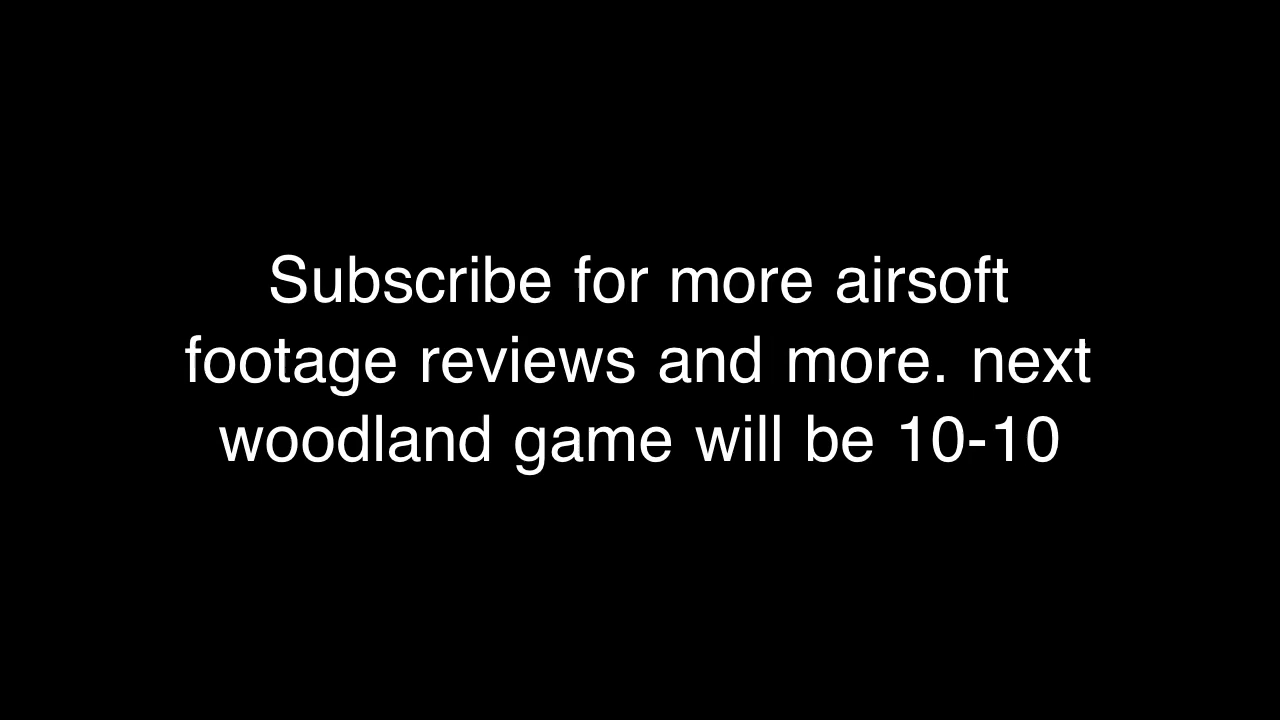 Subscribe for more airsoft
footage reviews and more. next
woodland game will be 10-10